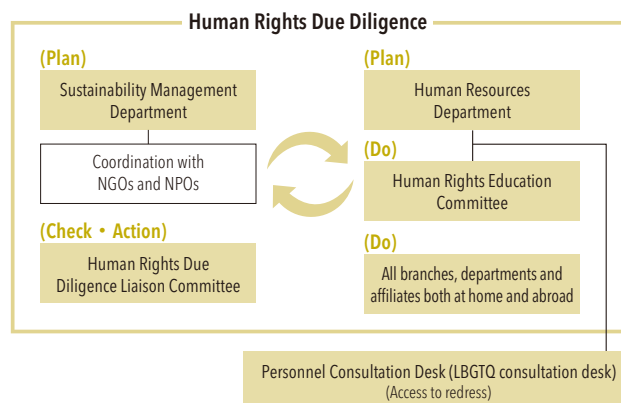 Human Rights Due Diligence
(Plan)
Sustainability Management
Department
Coordination with
NGOs and NPOs
(Check・Action)
Human Rights Due
Diligence Liaison Committee
(Plan)
Human Resources
Department
(Do)
Human Rights Education
Committee
(Do)
All branches, departments and
affiliates both at home and abroad
Personnel Consultation Desk (LBGTQ consultation desk)
(Access to redress)